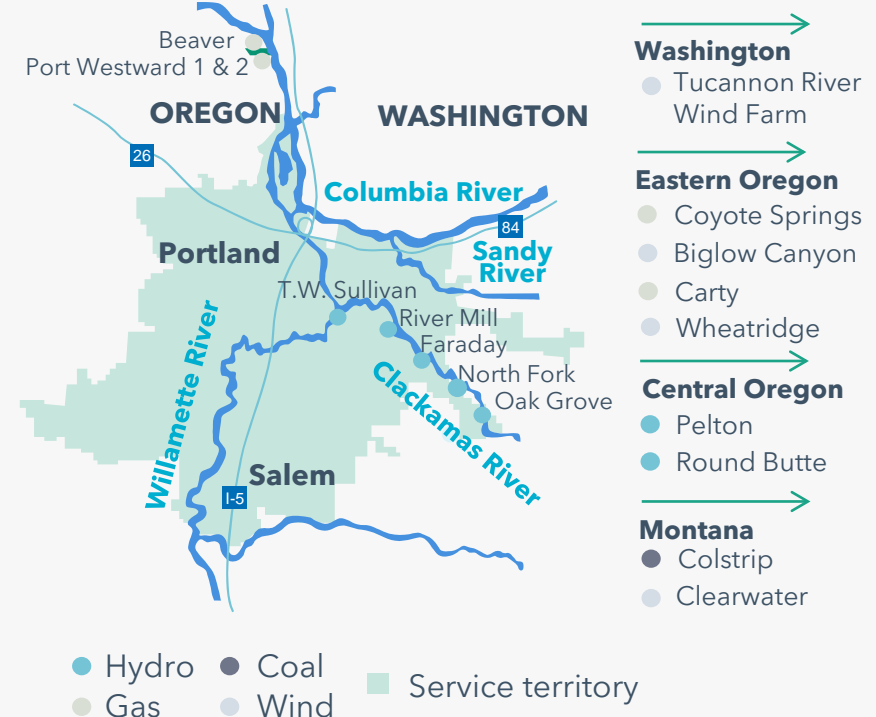 Beaver
Port Westward 1 & 2
OREGON
WASHINGTON
26
Columbia River
84
Portland
Sandy
River
T.W. Sullivan
River Mill
Faraday
North Fork
Oak Grove
Willamette River
Clackamas River
Salem
I-5
Washington
Tucannon River
Wind Farm
Eastern Oregon
Coyote Springs
Biglow Canyon
Carty
Wheatridge
Central Oregon
Pelton
Round Butte
Montana
Colstrip
Clearwater
Hydro
Coal
Gas
Wind
Service territory